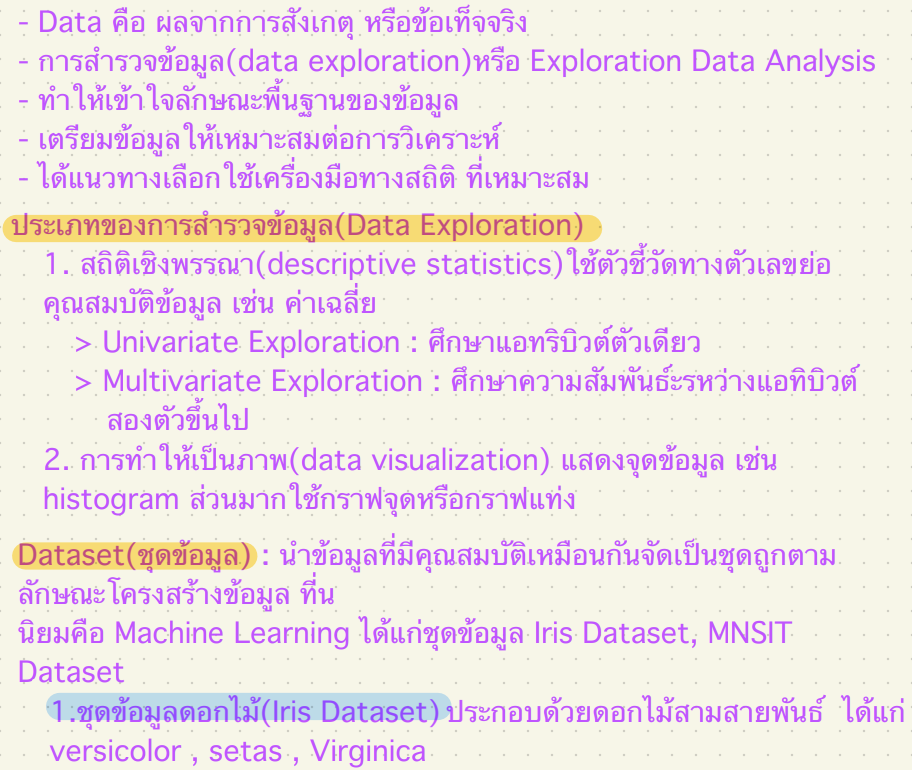 - Data คือ ผลจากการสังเกตุ หรือข้อเท็จจริง
- การสำรวจข้อมูล(data exploration)หรือ Exploration Data Analysis
- ทำให้เข้าใจลักษณะพื้นฐานของข้อมูล
- เตรียมข้อมูลให้เหมาะสมต่อการวิเคราะห์
- ได้แนวทางเลือกใช้เครื่องมือทางสถิติ ที่เหมาะสม
ประเภทของการสำรวจข้อมูล(Data Exploration)
1. สถิติเชิงพรรณา(descriptive statistics)ใช้ตัวชี้วัดทางตัวเลขย่อ
คุณสมบัติข้อมูล เช่น ค่าเฉลี่ย
> Univariate Exploration : ศึกษาแอทริบิวต์ตัวเดียว
> Multivariate Exploration : ศึกษาความสัมพันธ์ะรหว่างแอทิบิวต์
สองตัวขึ้นไป
2. การทำให้เป็นภาพ(data visualization) แสดงจุดข้อมูล เช่น
histogram ส่วนมากใช้กราฟจุดหรือกราฟแท่ง
Dataset(ชุดข้อมูล) : นำข้อมูลที่มีคุณสมบัติเหมือนกันจัดเป็นชุดถูกตาม
ลักษณะโครงสร้างข้อมูล ที่น
นิยมคือ Machine Learning ได้แก่ชุดข้อมูล Iris Dataset, MNSIT
Dataset
1.ชุดข้อมูลดอกไม้(Iris Dataset) ประกอบด้วยดอกไม้สามสายพันธ์ ได้แก่
versicolor , setas , Virginica